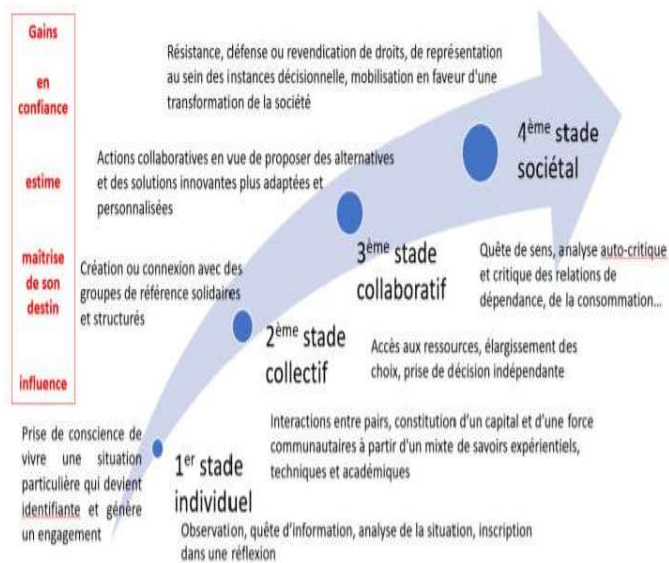 Gains
en
confiance
estime
maîtrise
de son
destin
influence
Résistance, défense ou revendication de droits, de représentation
au sein des instances décisionnelle, mobilisation en faveur d'une
transformation de la société
4ème stade
sociétal
Actions collaboratives en vue de proposer des alternatives
et des solutions innovantes plus adaptées et
personnalisées
Quête de sens, analyse auto-critique
et critique des relations de
dépendance, de la consommation...
3ème stade
collaboratif
Création ou connexion avec des
groupes de référence solidaires
et structurés
Accès aux ressources, élargissement des
choix, prise de décision indépendante
2ème stade
collectif
Interactions entre pairs, constitution d'un capital et d'une force
communautaires à partir d'un mixte de savoirs expérientiels,
techniques et académiques
Prise de conscience de
vivre une situation
particulière qui devient
identifiante et génère
un engagement
1er stade
individuel
Observation, quête d'information, analyse de la situation, inscription
dans une réflexion